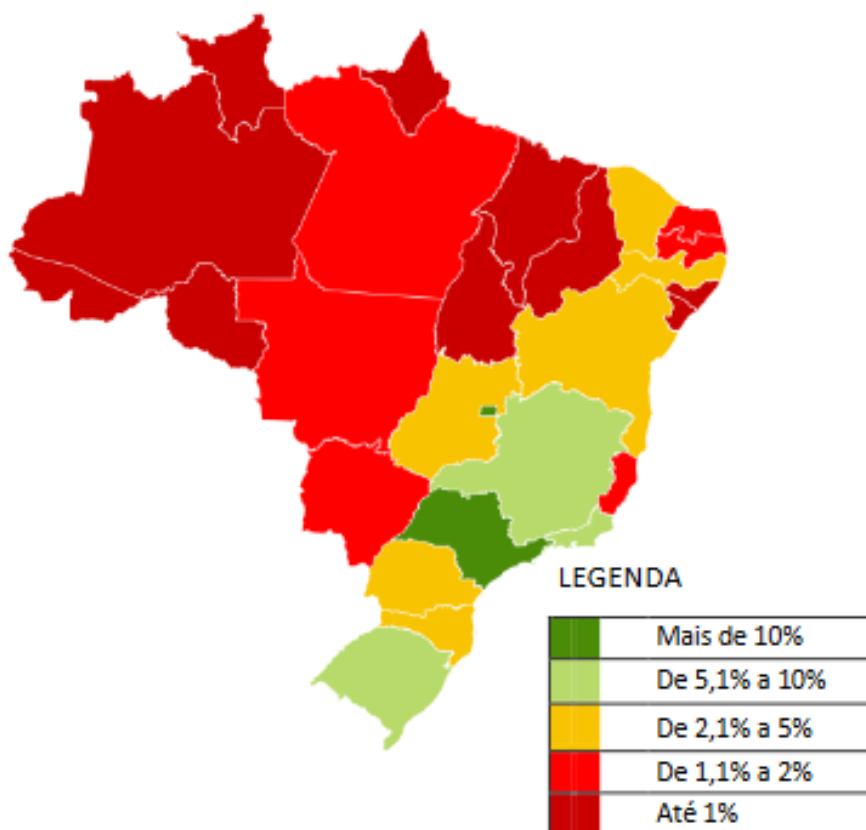 LEGENDA
Mais de 10%
De 5,1% a 10%
De 2,1% a 5%
De 1,1% a 2%
Até 1%